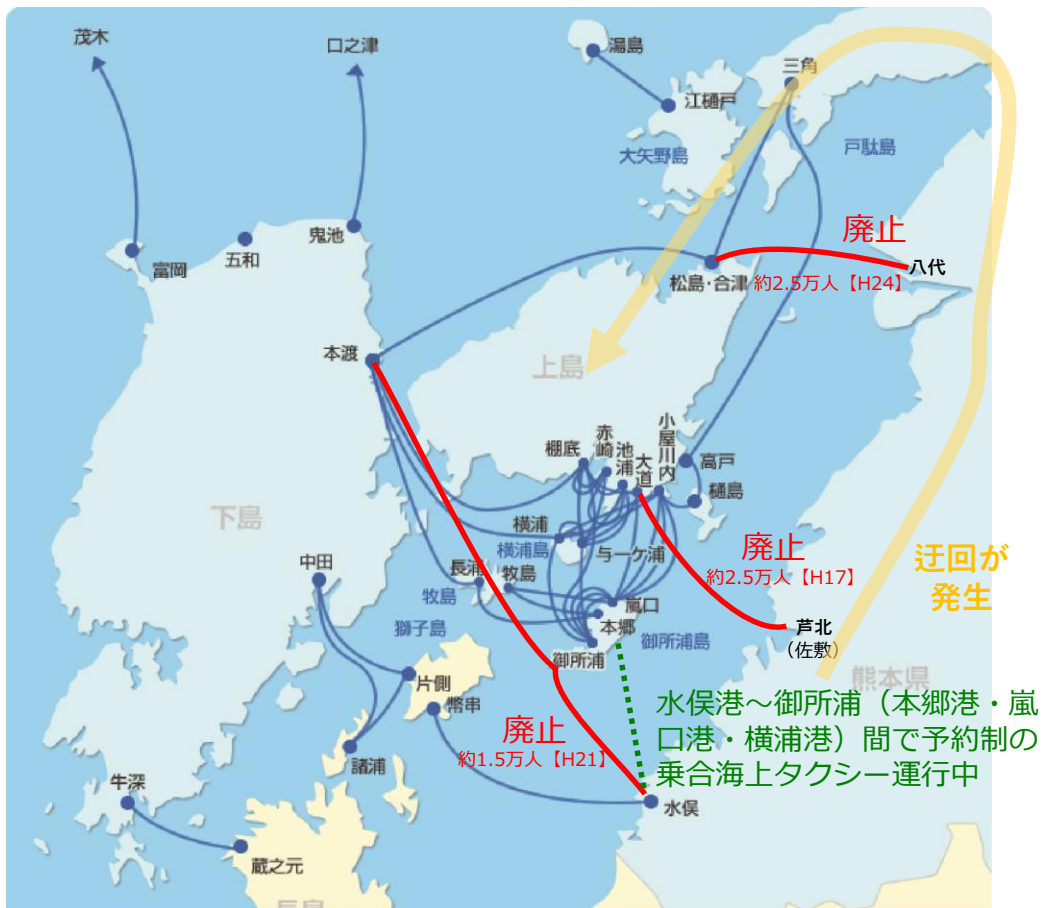 茂木
口之津
湯島
三角
江樋戸
大矢野島
戸馳島
廃止
八代
鬼池
五和
富岡
松島・合津
約2.5万人【H24】
本渡
上島
棚底
赤崎
池浦
大道
小屋川内
高戸
樋島
下島
横浦
横浦島
与一ケ浦
廃止
約2.5万人【H17】
迂回が
発生
中田
長浦
牧島
牧島
嵐口
本郷
御所浦島
御所浦
芦北
（佐敷）
獅子島
片側
幣串
熊本県
水俣港～御所浦（本郷港・嵐
口港・横浦港）間で予約制の
乗合海上タクシー運行中
廃止
約1.5万人【H21】
諸浦
牛深
水俣
蔵之元
長島